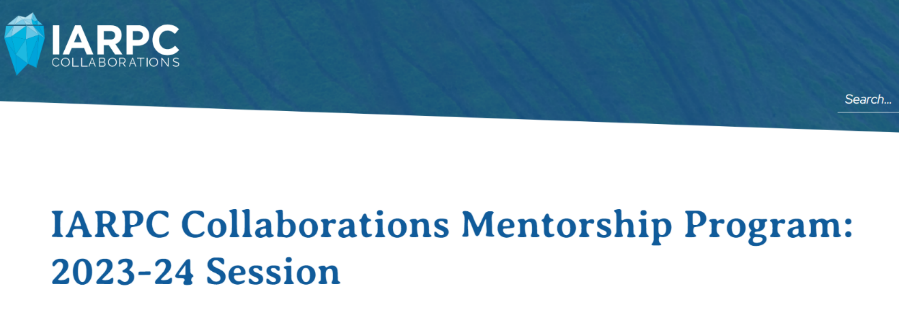 IARPC
COLLABORATIONS
Search...
IARPC Collaborations Mentorship Program:
2023-24 Session